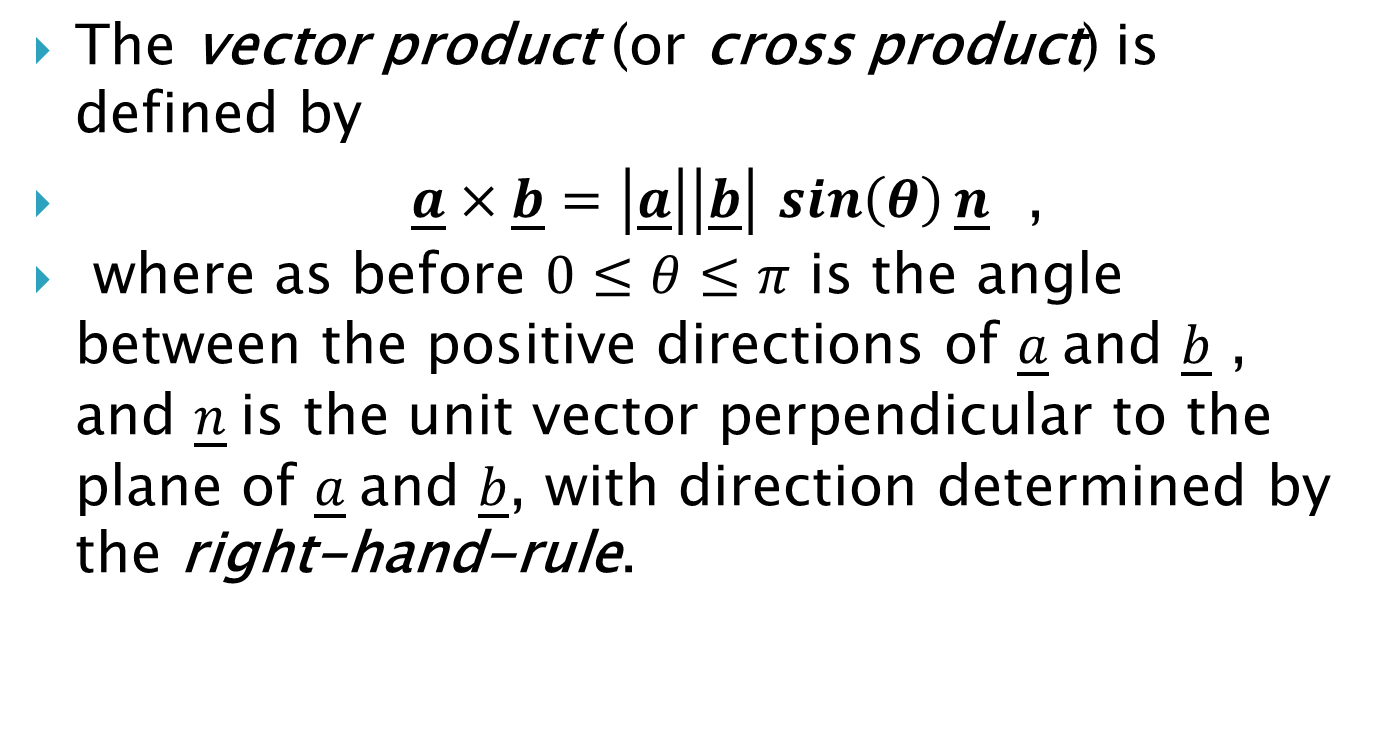 The vector product (or cross product) is
defined by
a × b = |a||b| sin(θ) n ,
where as before 0 ≤ θ ≤ π is the angle
between the positive directions of a and b ,
and n is the unit vector perpendicular to the
plane of a and b, with direction determined by
the right-hand-rule.